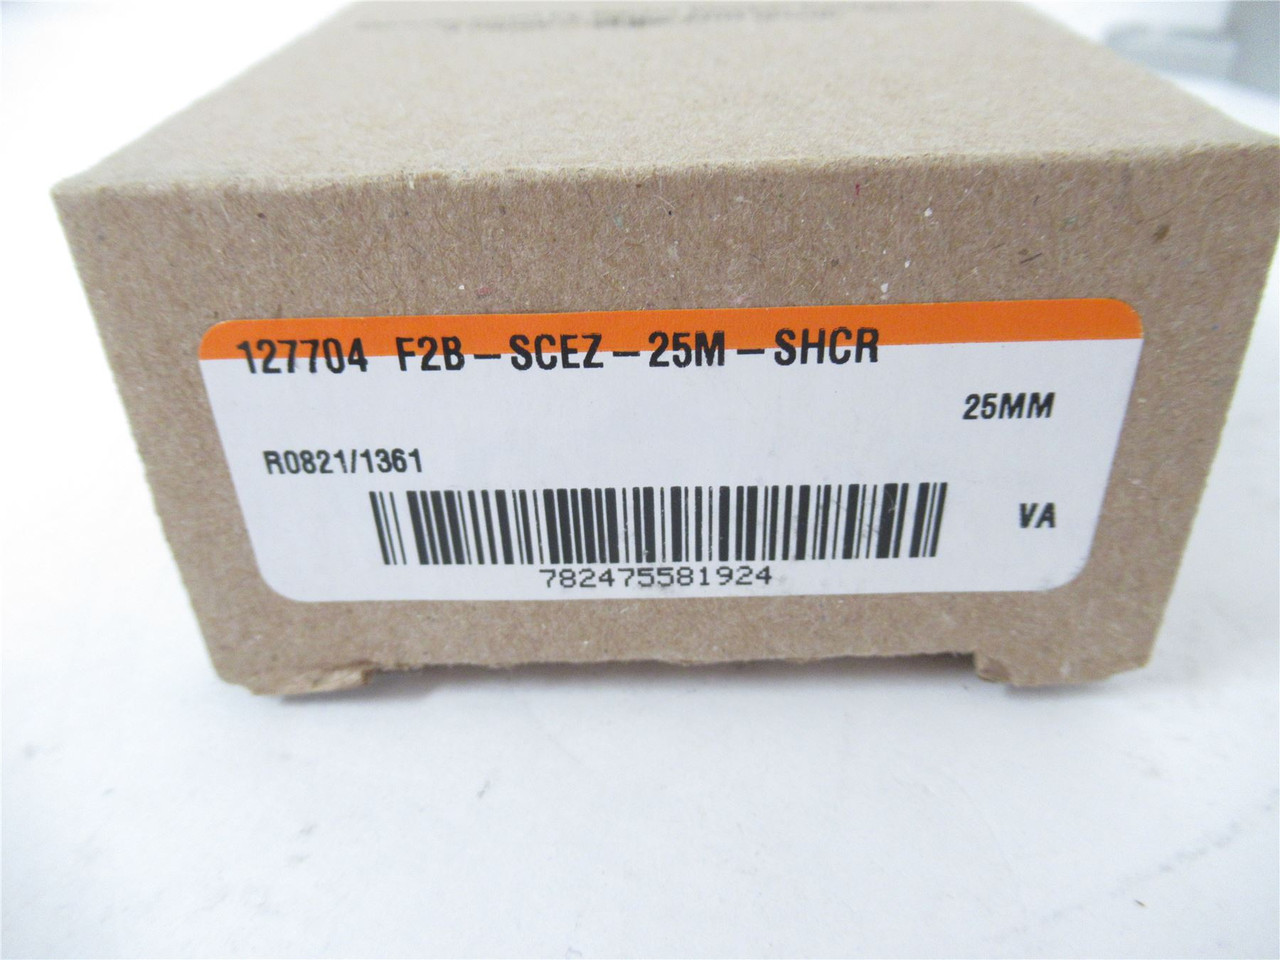 127704 F2B-SCEZ-25M-SHCR
25MM
R0821/1361
VA
782475581924